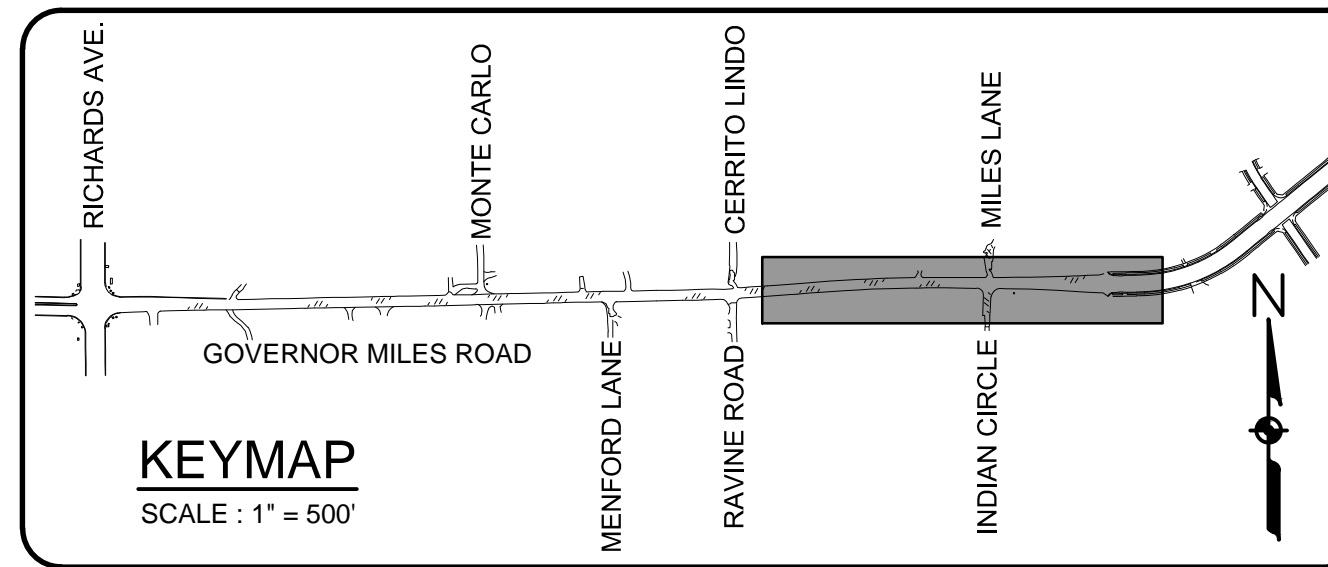 RICHARDS AVE.
MONTE CARLO
CERRITO LINDO
MILES LANE
GOVERNOR MILES ROAD
MENFORD LANE
RAVINE ROAD
INDIAN CIRCLE
N
KEYMAP
SCALE : 1" = 500'